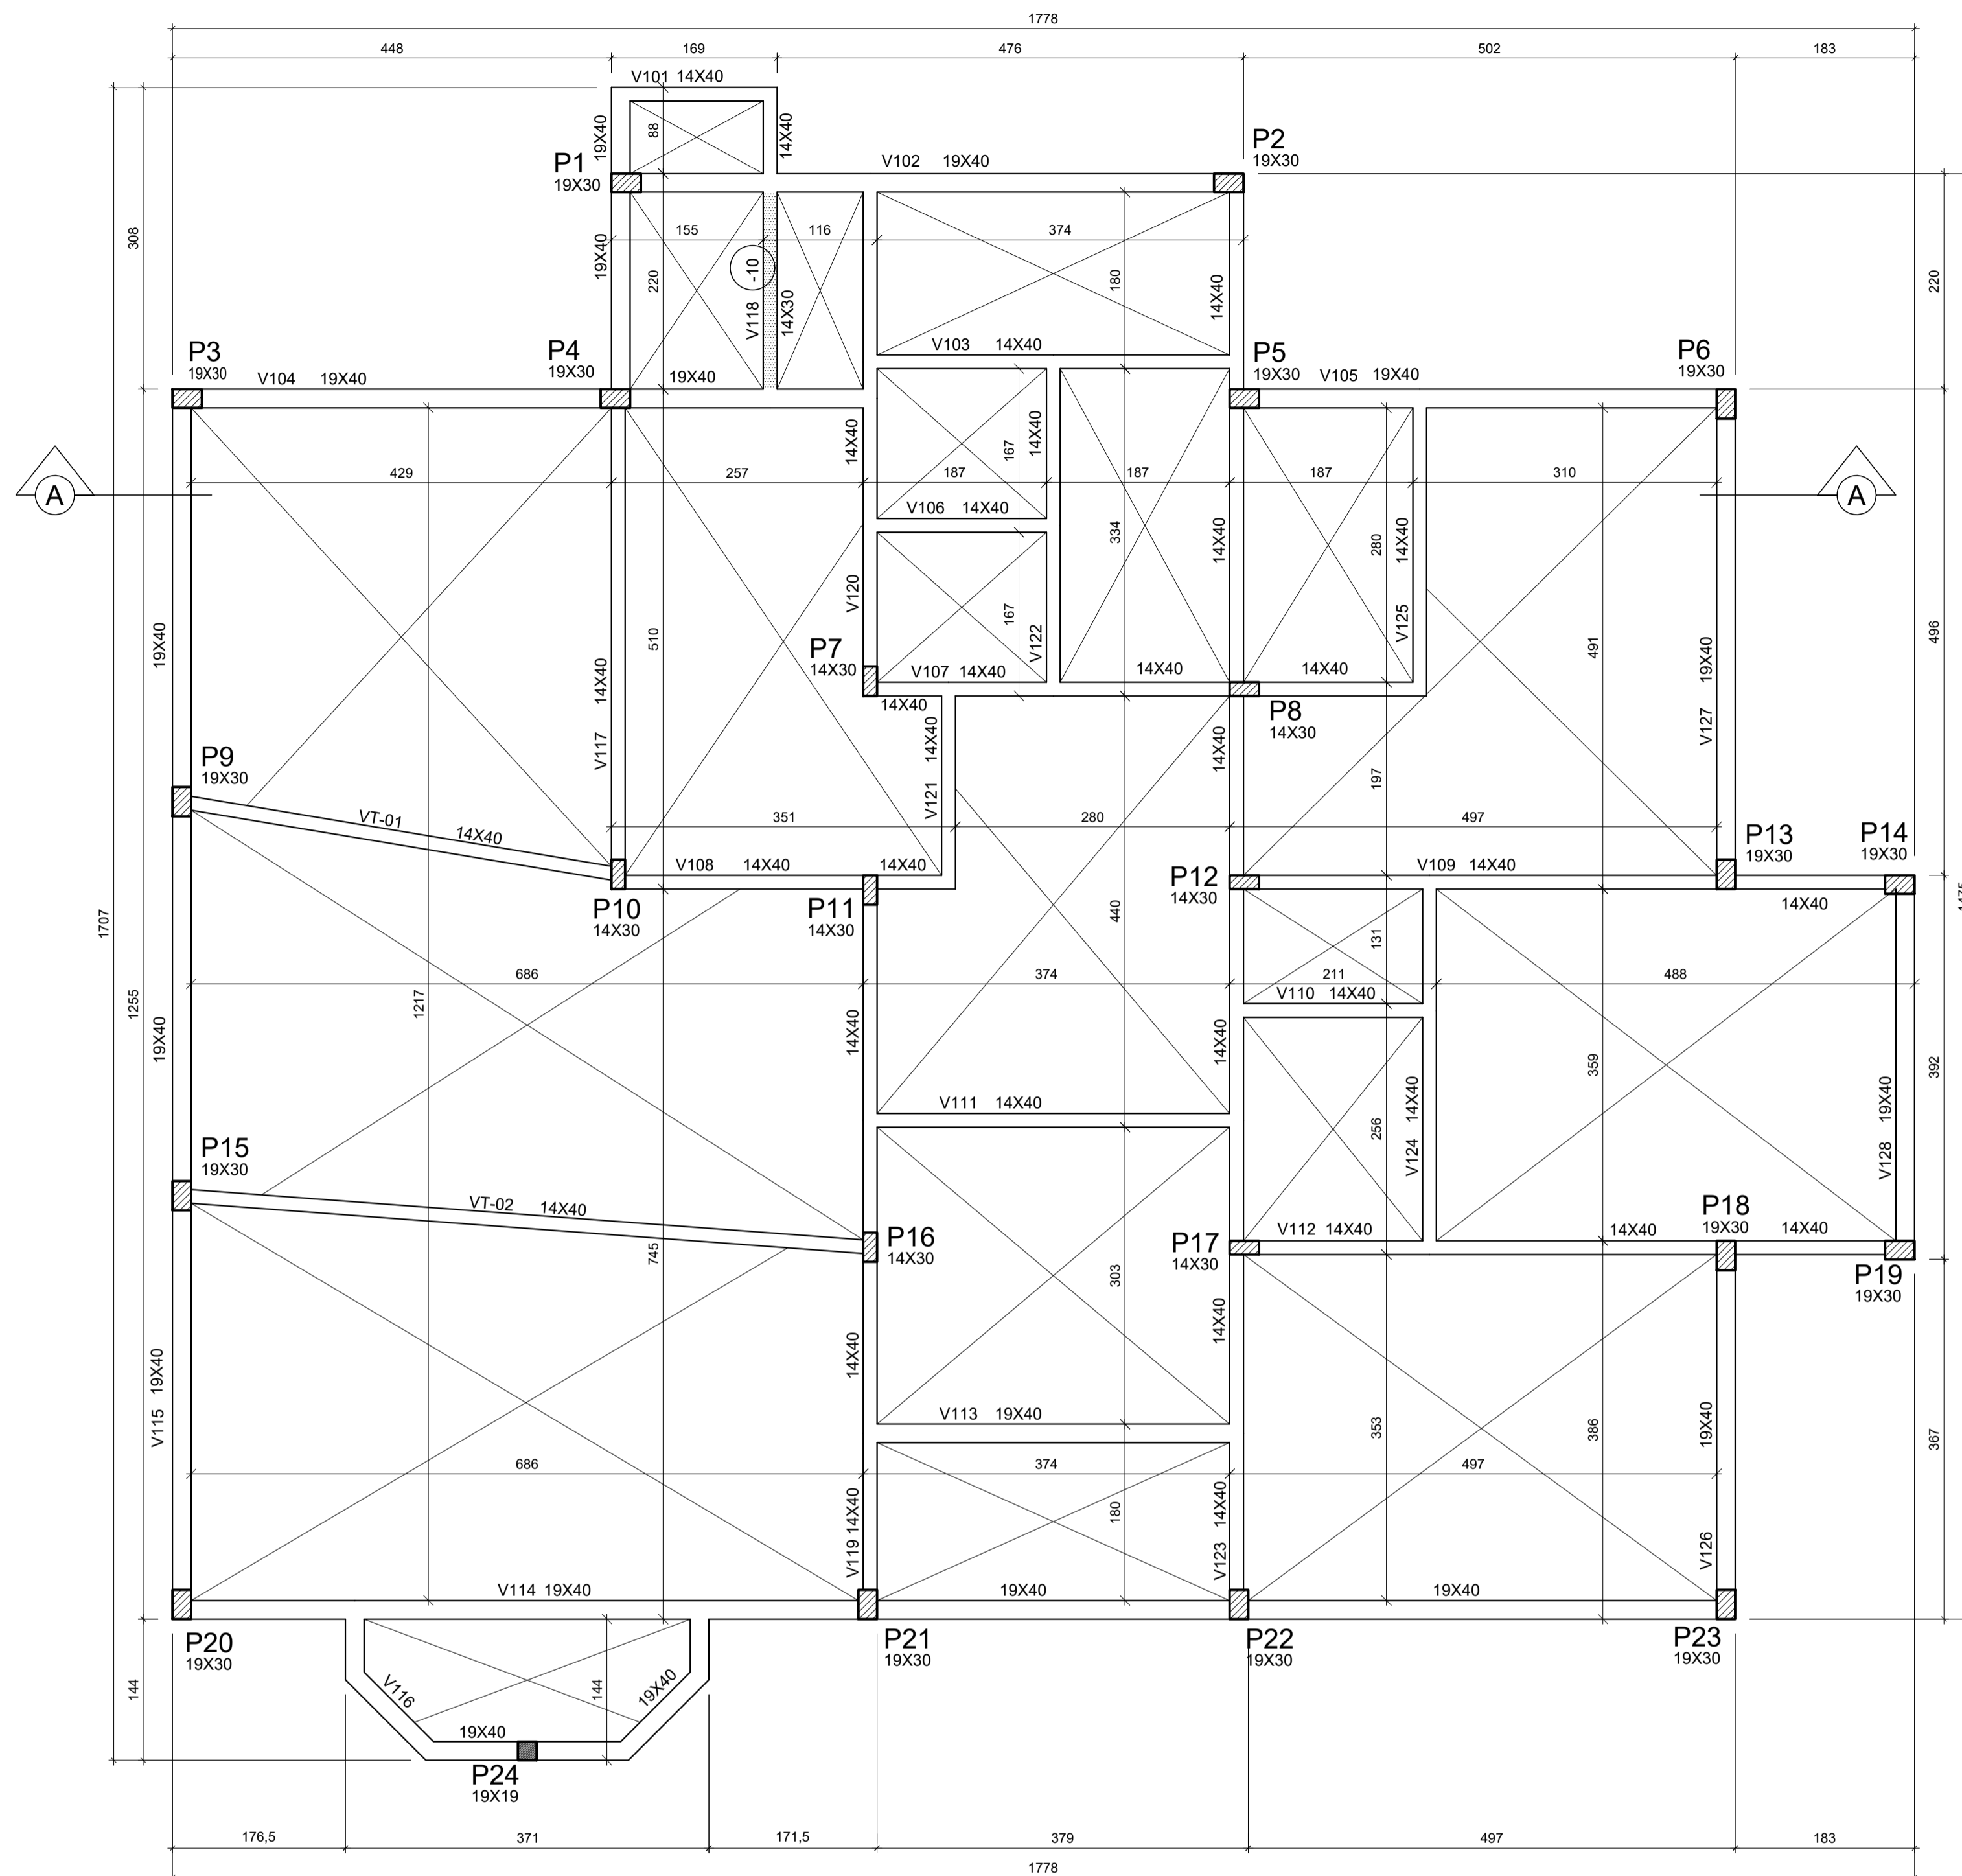 1778
448 169 476 502 183
V101 14X40
88
19X40
14X40
P1
19X30
V102 19X40
P2
19X30
308
19X40
155 116 374
-10
220
V118
14X30
180
14X40
220
P3
19X30
V104 19X40
P4
19X30
19X40
V103 14X40
P5
19X30
V105 19X40
P6
19X30
14X40
167
14X40
A
429 257 187 187 187 310
A
V106 14X40
334
14X40
280
14X40
V120
19X40
510
P7
14X30
167
V122
V125
491
19X40
496
14X40
V107 14X40
14X40
14X40
14X40
P8
14X30
V117
14X40
V121
14X40
197
V127
P9
19X30
VT-01 14X40
351 280 497
P13
19X30
P14
19X30
V108 14X40
14X40
V109 14X40
P12
14X30
P10
14X30
P11
14X30
14X40
440
131
1707
1255
686 374 211 488
1217
V110 14X40
19X40
14X40
14X40
359
392
1475
V111 14X40
256
14X40
V124
19X40
V128
P15
19X30
VT-02 14X40
P16
14X30
745
P17
14X30
V112 14X40
14X40
P18
19X30
14X40
303
P19
19X30
14X40
14X40
19X40
V115
V113 19X40
353
386
19X40
367
686 374 497
14X40
V119
180
14X40
V123
V126
V114 19X40
19X40
19X40
P20
19X30
P21
19X30
P22
19X30
P23
19X30
144
V116
144
19X40
19X40
P24
19X19
176,5 371 171,5 379 497 183
1778